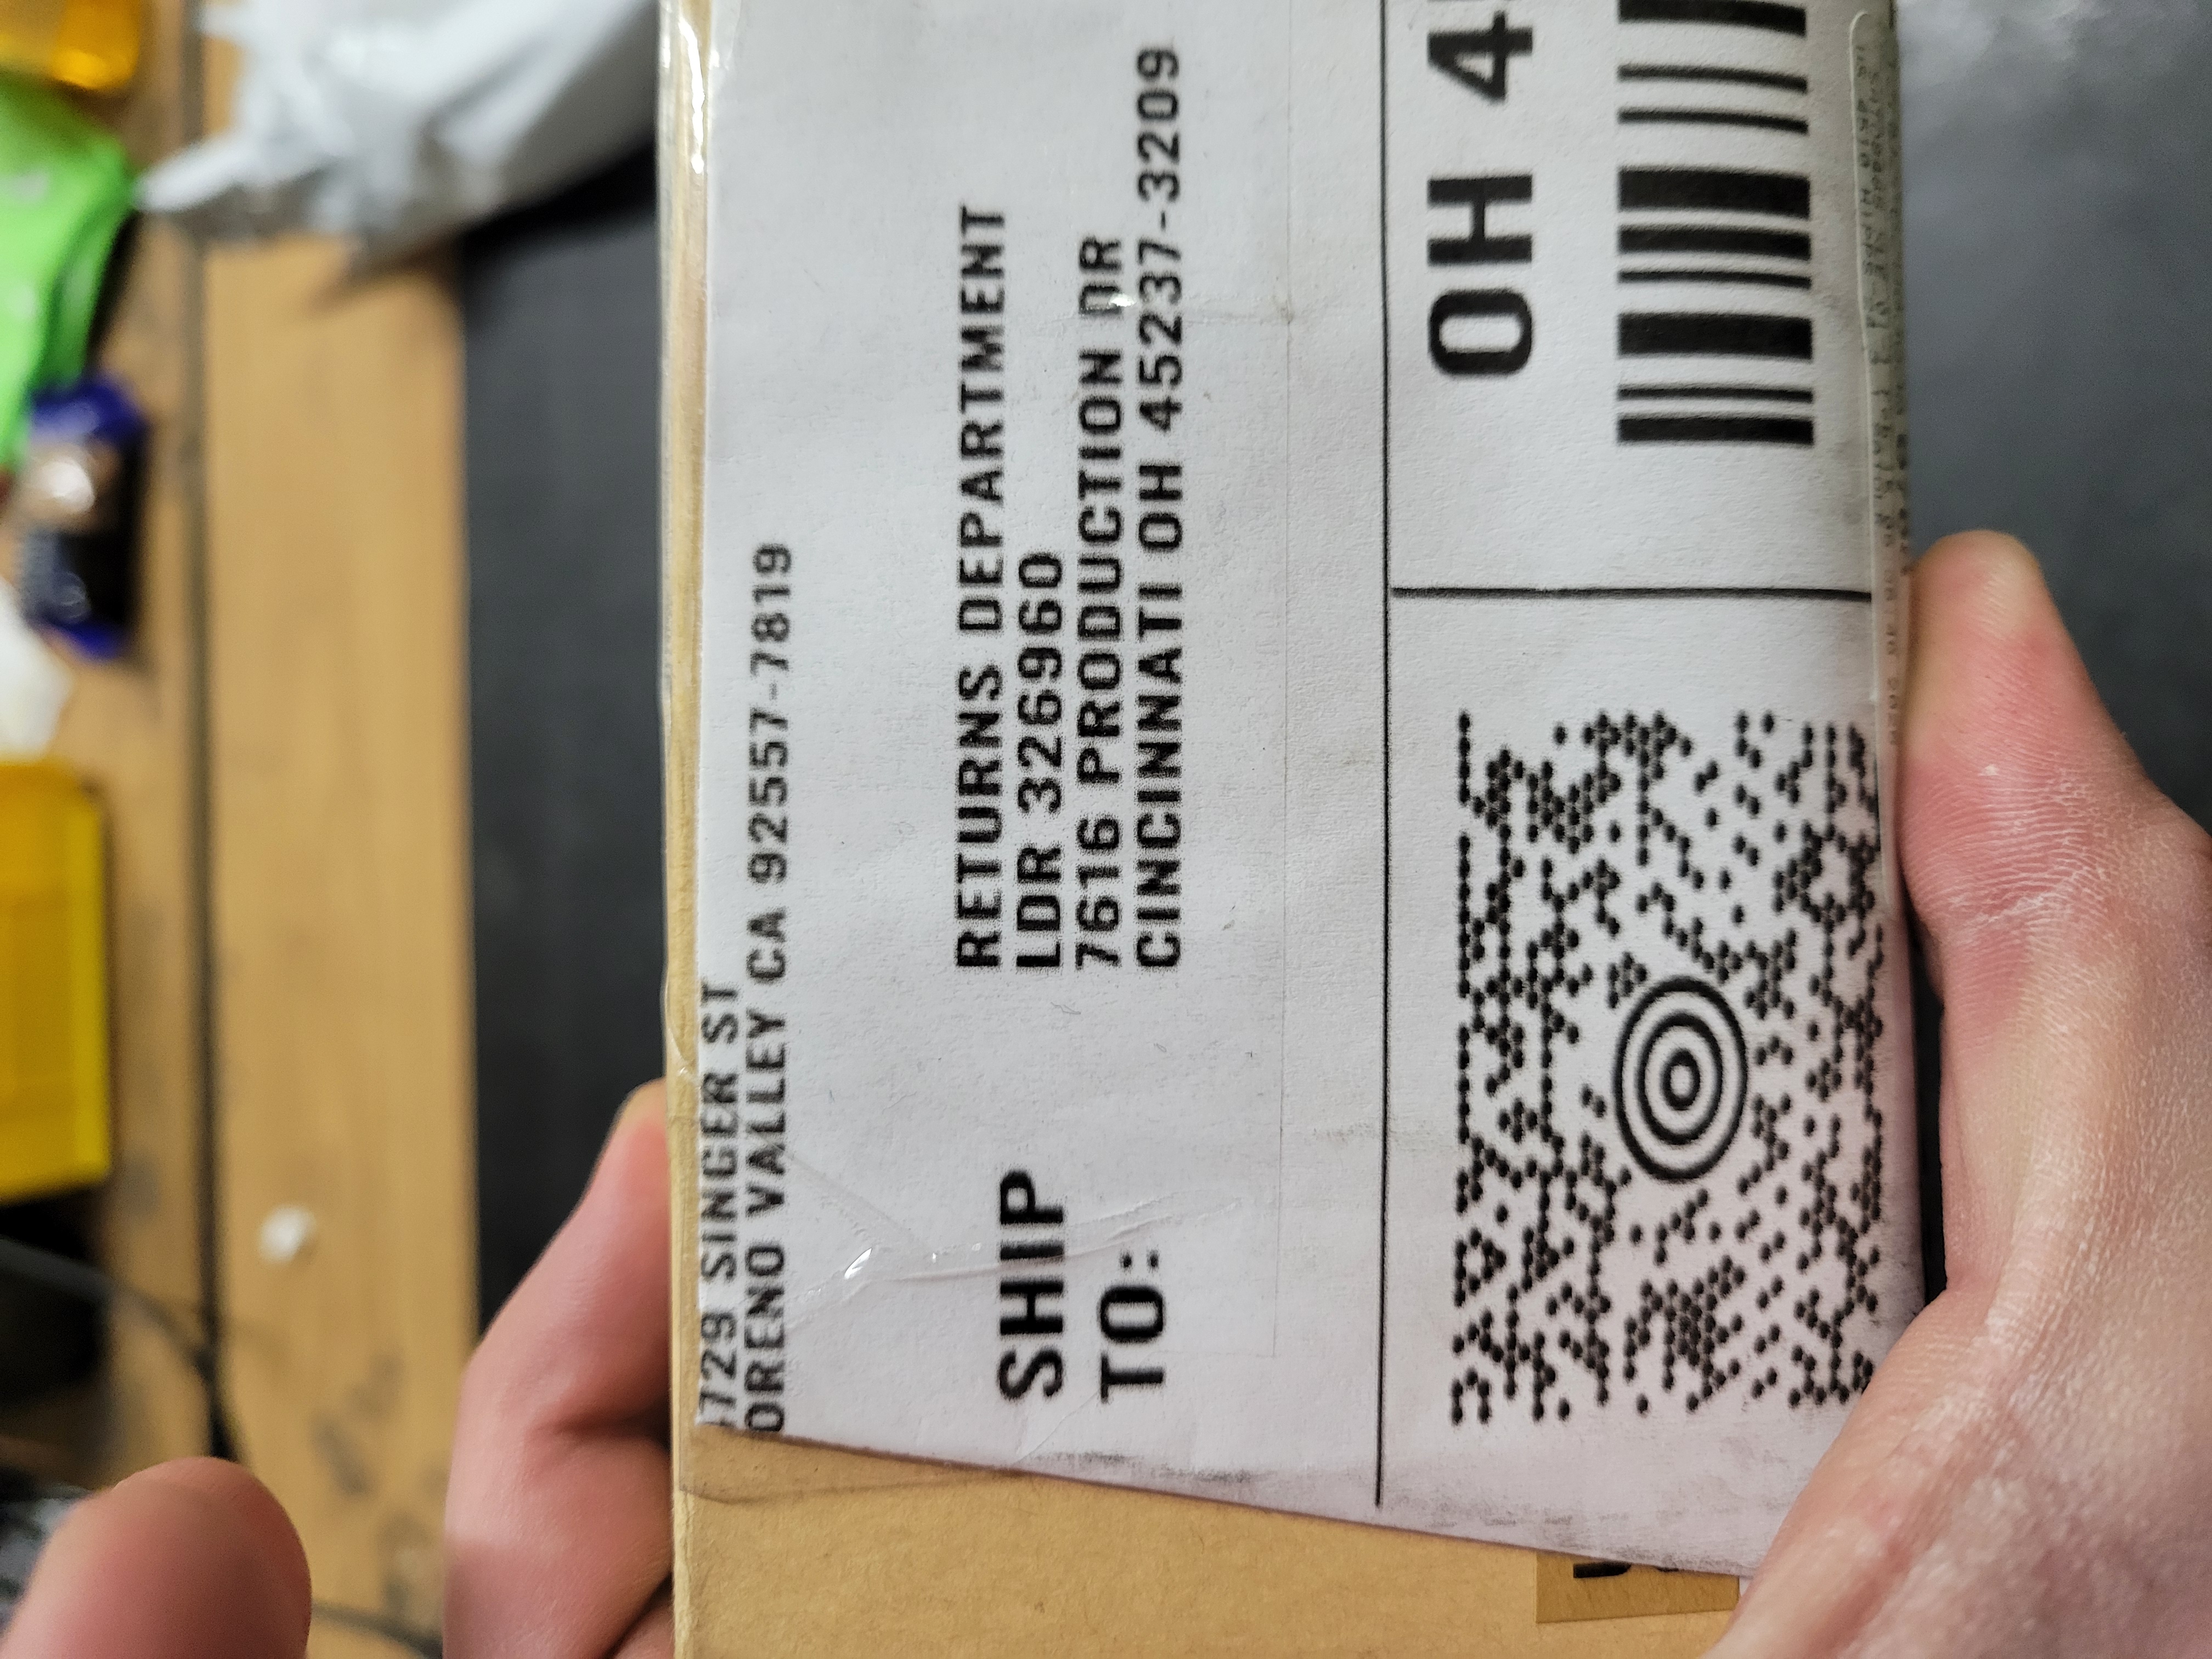 729 SINGER ST
ORENO VALLEY CA 92557-7819
SHIP
TO:
RETURNS DEPARTMENT
LDR 326960
7616 PRODUCTION DR
CINCINNATI OH 45237-3209
OH 4